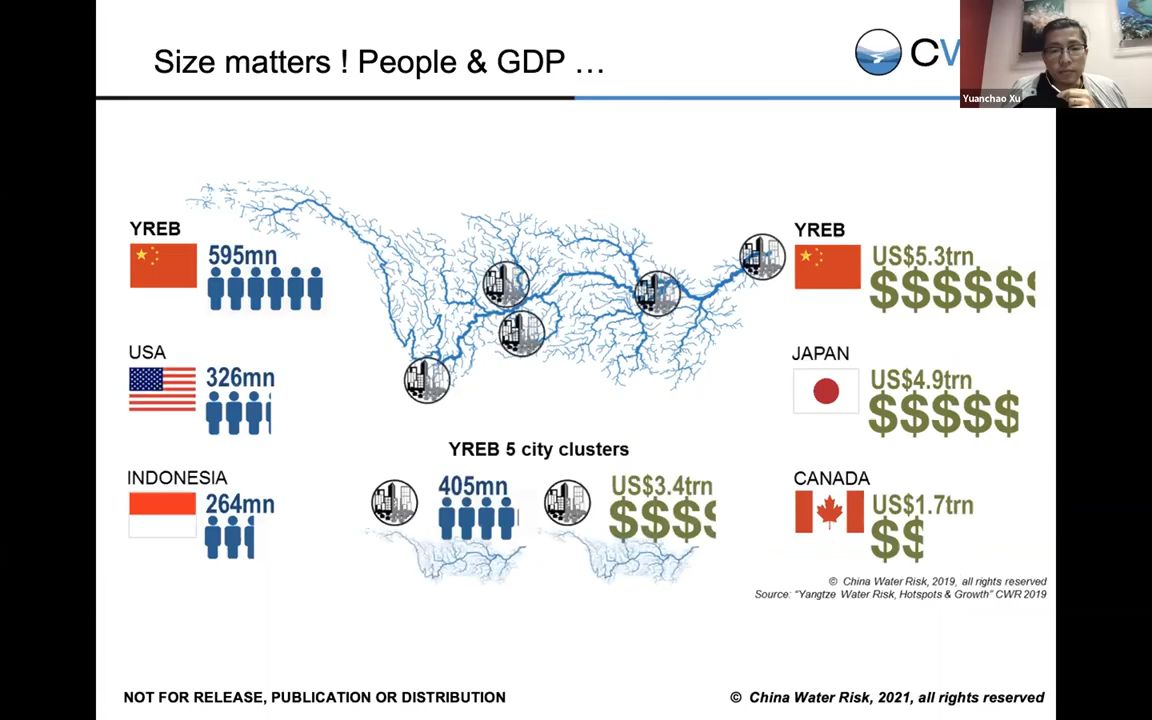 Size matters ! People & GDP …
Yuanchao Xu
YREB
595mn
USA
326mn
INDONESIA
264mn
YREB
US$5.3trn
$$$$$$
JAPAN
US$4.9trn
$$$$$
CANADA
US$1.7trn
$$
YREB 5 city clusters
405mn
US$3.4trn
$$$$
© China Water Risk, 2019, all rights reserved
Source: “Yangtze Water Risk, Hotspots & Growth” CWR 2019
NOT FOR RELEASE, PUBLICATION OR DISTRIBUTION
© China Water Risk, 2021, all rights reserved